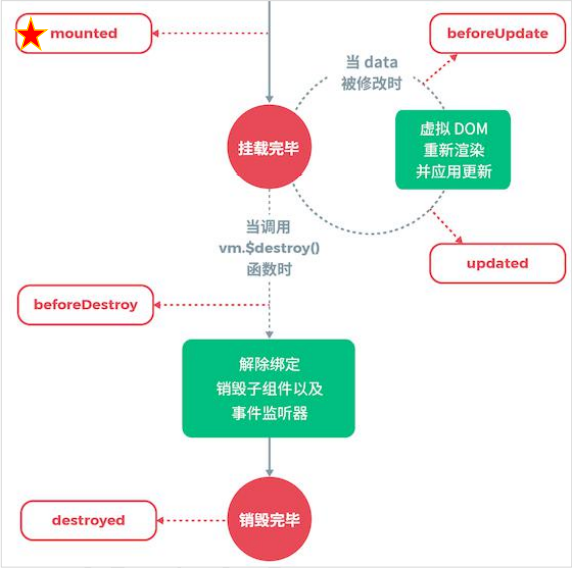 mounted
beforeUpdate
当 data
被修改时
挂载完毕
虚拟 DOM
重新渲染
并应用更新
当调用
vm.$destroy()
函数时
updated
beforeDestroy
解除绑定
销毁子组件以及
事件监听器
destroyed
销毁完毕